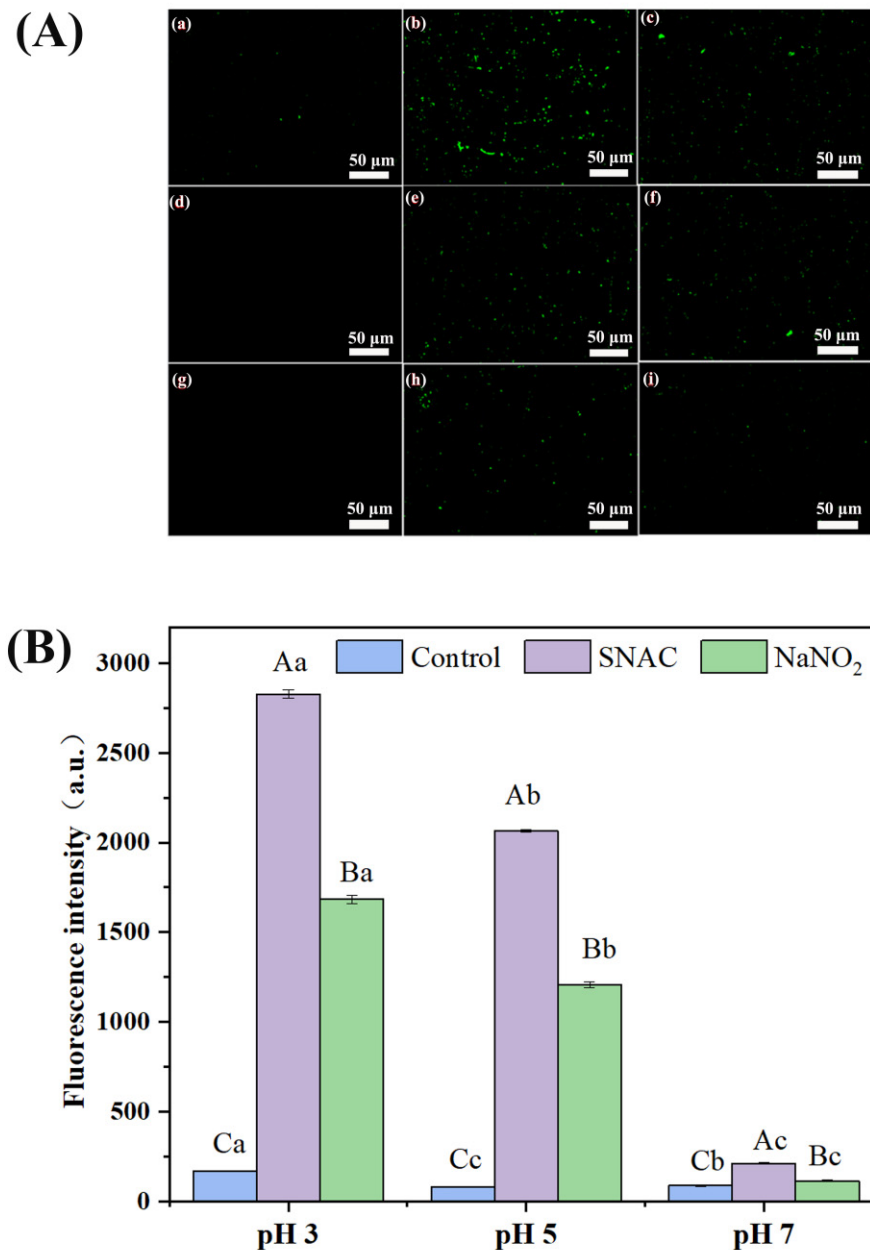 (A)
(a) (b) (c)
50 μm 50 μm 50 μm
(d) (e) (f)
50 μm 50 μm 50 μm
(g) (h) (i)
50 μm 50 μm 50 μm
(B)
Control SNAC NaNO₂
Fluorescence intensity（a.u.）
3000
2500
2000
1500
1000
500
0
Aa
Ba
Ca
Ab
Bb
Cc
Cb Ac Bc
pH 3 pH 5 pH 7